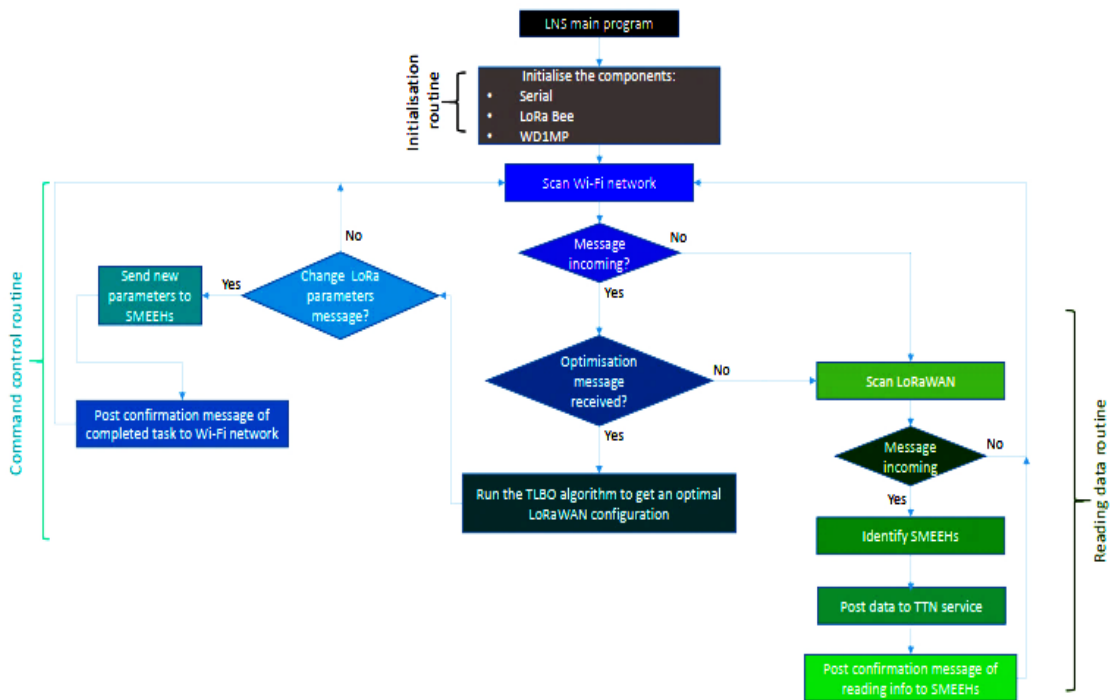 LNS main program
Initialisation
routine
Initialise the components:
• Serial
• LoRa Bee
• WD1MP
Scan Wi-Fi network
Message
incoming?
No
Yes
No
Change LoRa
parameters
message?
Yes
Send new
parameters to
SMEEHs
Post confirmation message of
completed task to Wi-Fi network
Command control routine
Optimisation
message
received?
No
Yes
Run the TLBO algorithm to get an optimal
LoRaWAN configuration
Scan LoRaWAN
Message
incoming
No
Yes
Identify SMEEHs
Post data to TTN service
Post confirmation message of
reading info to SMEEHs
Reading data routine